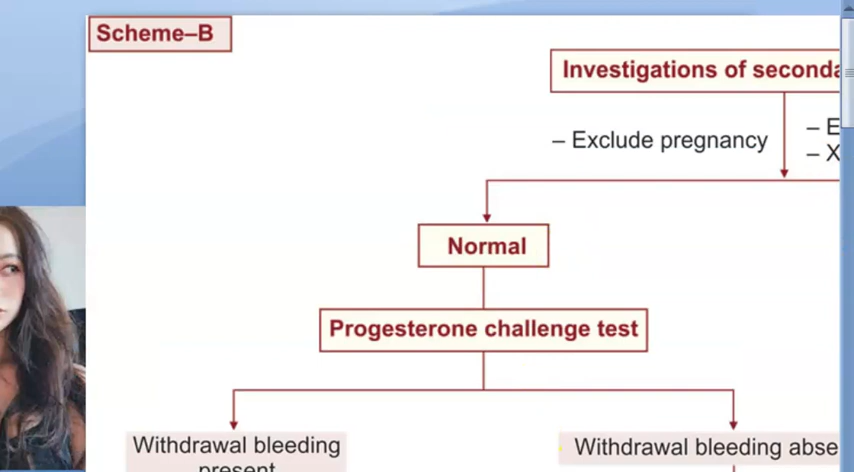 Scheme–B
Investigations of seconda
– Exclude pregnancy
– E
– X
Normal
Progesterone challenge test
Withdrawal bleeding
present
Withdrawal bleeding abse